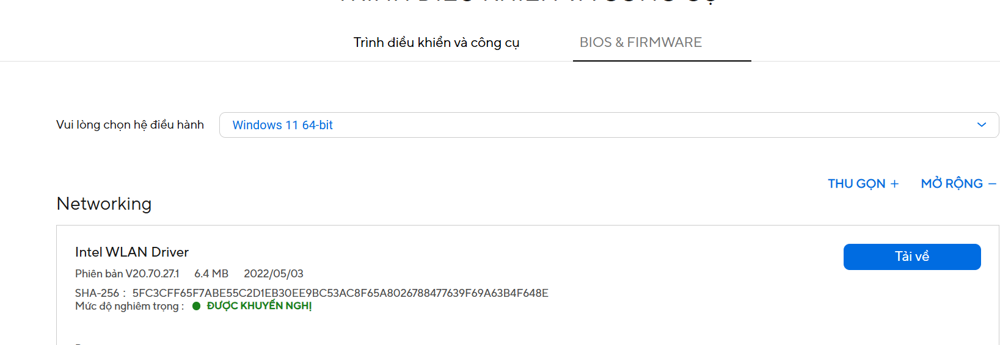 Trình điều khiển và công cụ
BIOS & FIRMWARE
Vui lòng chọn hệ điều hành
Windows 11 64-bit
THU GỌN +
MỞ RỘNG −
Networking
Intel WLAN Driver
Tải về
Phiên bản V20.70.27.1 6.4 MB 2022/05/03
SHA-256 : 5FC3CFF65F7ABE55C2D1EB30EE9BC53AC8F65A8026788477639F69A63B4F648E
Mức độ nghiêm trọng : ĐƯỢC KHUYẾN NGHỊ